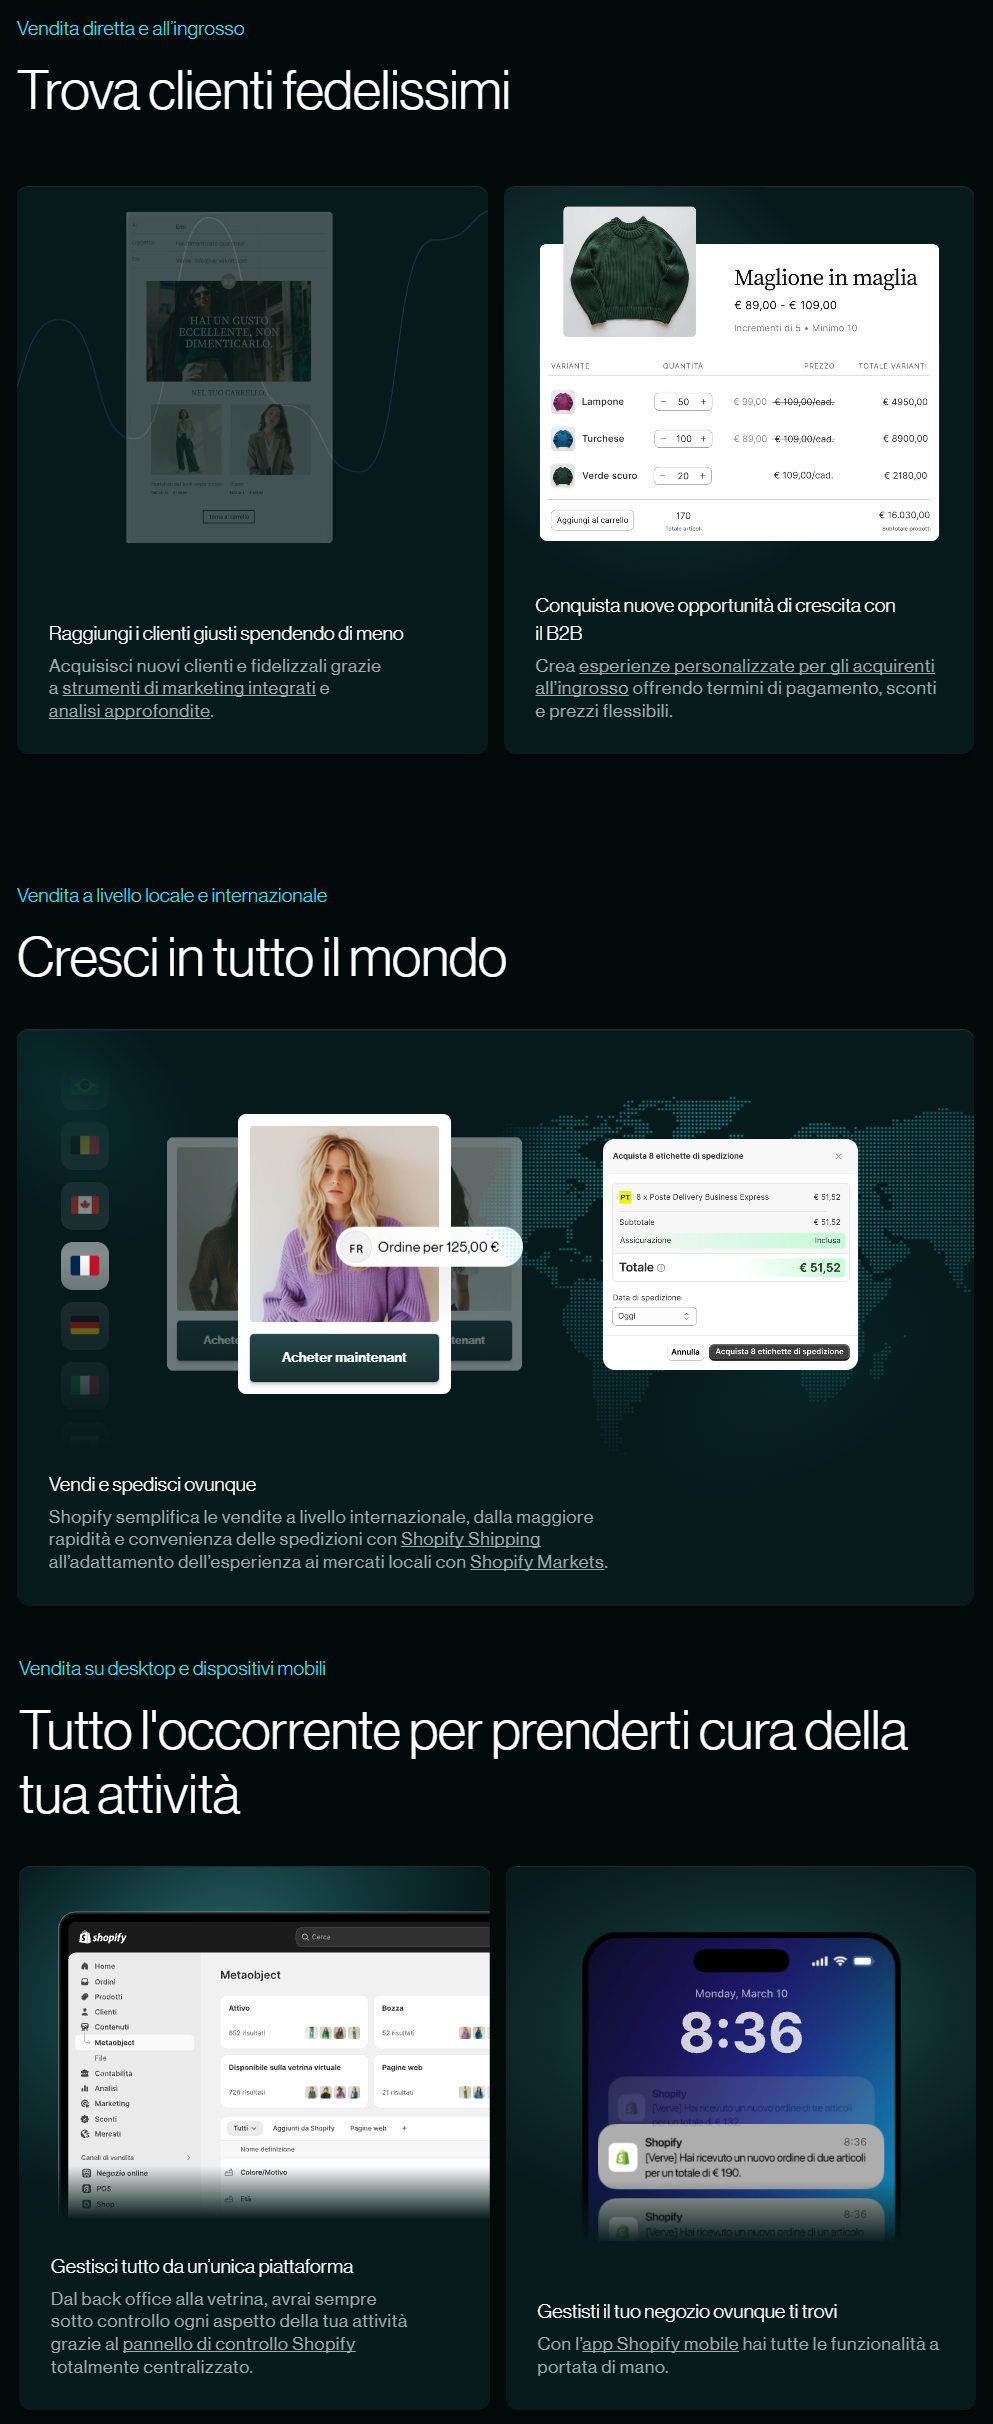 Vendita diretta e all'ingrosso
Trova clienti fedelissimi
HAI UN GUSTO
ECCELLENTE, NON
DIMENTICARLO.
NEL TUO CARRELLO
Torna al carrello
Raggiungi i clienti giusti spendendo di meno
Acquisisci nuovi clienti e fidelizzali grazie
a strumenti di marketing integrati e
analisi approfondite.
Maglione in maglia
€ 89,00 - € 109,00
Incrementi di 5 • Minimo 10
VARIANTE QUANTITÀ PREZZO TOTALE VARIANTI
Lampone − 50 + € 99,00 € 109,00/cad. € 4950,00
Turchese − 100 + € 89,00 € 109,00/cad. € 8900,00
Verde scuro − 20 + € 109,00/cad. € 2180,00
Aggiungi al carrello 170 € 16.030,00
Totale articoli Subtotale prodotti
Conquista nuove opportunità di crescita con
il B2B
Crea esperienze personalizzate per gli acquirenti
all'ingrosso offrendo termini di pagamento, sconti
e prezzi flessibili.
Vendita a livello locale e internazionale
Cresci in tutto il mondo
FR Ordine per 125,00 €
Achete
Acheter maintenant
tenant
Acquista 8 etichette di spedizione
PT 8 x Poste Delivery Business Express € 51,52
Subtotale € 51,52
Assicurazione Inclusa
Totale € 51,52
Data di spedizione
Oggi
Annulla Acquista 8 etichette di spedizione
Vendi e spedisci ovunque
Shopify semplifica le vendite a livello internazionale, dalla maggiore
rapidità e convenienza delle spedizioni con Shopify Shipping
all'adattamento dell'esperienza ai mercati locali con Shopify Markets.
Vendita su desktop e dispositivi mobili
Tutto l'occorrente per prenderti cura della
tua attività
shopify
Cerca
Home
Ordini
Prodotti
Clienti
Contenuti
Metaobject
File
Contabilità
Analisi
Marketing
Sconti
Mercati
Canali di vendita
Negozio online
POS
Shop
Metaobject
Attivo
652 risultati
Bozza
52 risultati
Disponibile sulla vetrina virtuale
726 risultati
Pagine web
21 risultati
Tutti Aggiunti da Shopify Pagine web +
Nome definizione
Colore/Motivo
Età
Gestisci tutto da un'unica piattaforma
Dal back office alla vetrina, avrai sempre
sotto controllo ogni aspetto della tua attività
grazie al pannello di controllo Shopify
totalmente centralizzato.
Monday, March 10
8:36
Shopify
[Verve] Hai ricevuto un nuovo ordine di tre articoli
per un totale di € 132.
Shopify 8:36
[Verve] Hai ricevuto un nuovo ordine di due articoli
per un totale di € 190.
Shopify 8:36
[Verve] Hai ricevuto un nuovo ordine di un articolo
Gestisti il tuo negozio ovunque ti trovi
Con l'app Shopify mobile hai tutte le funzionalità a
portata di mano.